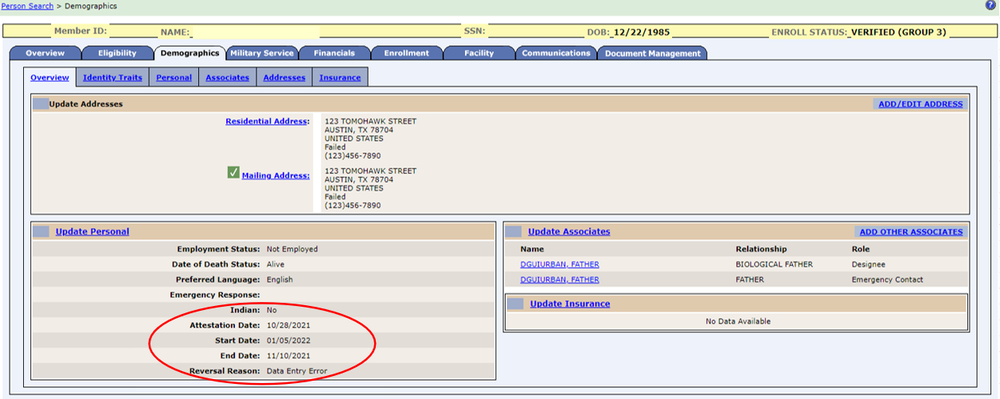 Person Search > Demographics
?
Member ID: NAME: SSN: DOB: 12/22/1985 ENROLL STATUS: VERIFIED (GROUP 3)
Overview Eligibility Demographics Military Service Financials Enrollment Facility Communications Document Management
Overview Identity Traits Personal Associates Addresses Insurance
Update Addresses ADD/EDIT ADDRESS
Residential Address: 123 TOMOHAWK STREET
AUSTIN, TX 78704
UNITED STATES
Failed
(123)456-7890
Mailing Address: 123 TOMOHAWK STREET
AUSTIN, TX 78704
UNITED STATES
Failed
(123)456-7890
Update Personal
Employment Status: Not Employed
Date of Death Status: Alive
Preferred Language: English
Emergency Response:
Indian: No
Attestation Date: 10/28/2021
Start Date: 01/05/2022
End Date: 11/10/2021
Reversal Reason: Data Entry Error
Update Associates ADD OTHER ASSOCIATES
Name Relationship Role
DGUIURBAN, FATHER BIOLOGICAL FATHER Designee
DGUIURBAN, FATHER FATHER Emergency Contact
Update Insurance
No Data Available